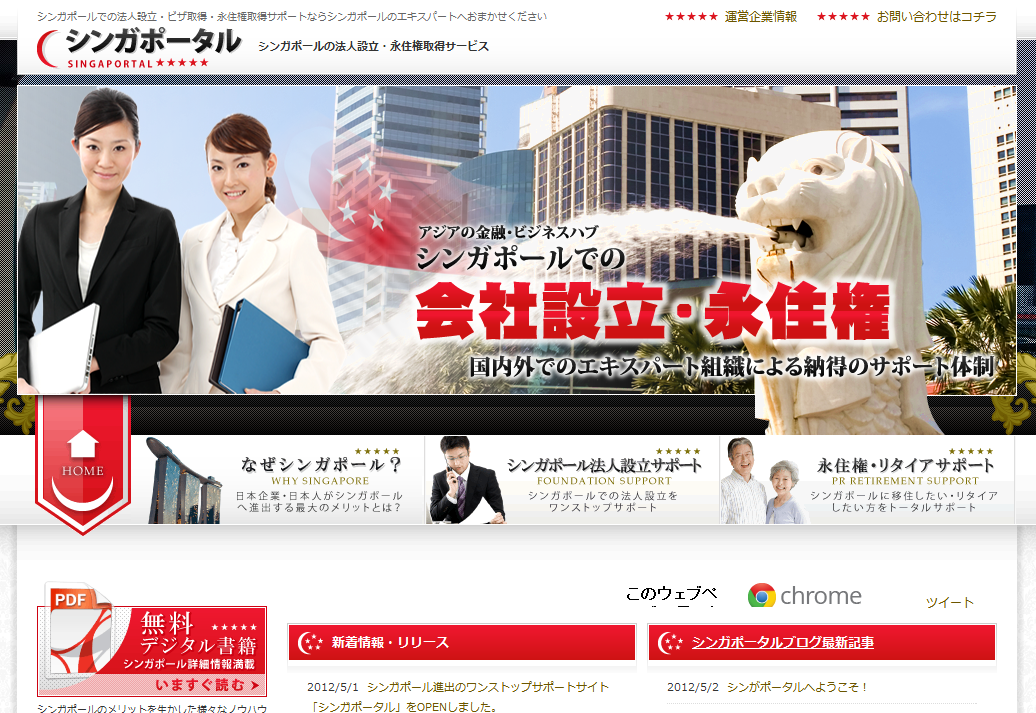 シンガポールでの法人設立・ビザ取得・永住権取得サポートならシンガポールのエキスパートへおまかせください
★★★★★ 運営企業情報 ★★★★★ お問い合わせはコチラ
シンガポータル
SINGAPORTAL★★★★★
シンガポールの法人設立・永住権取得サービス
アジアの金融・ビジネスハブ
シンガポールでの
会社設立・永住権
国内外でのエキスパート組織による納得のサポート体制
HOME
★★★★★
なぜシンガポール？
WHY SINGAPORE
日本企業・日本人がシンガポール
へ進出する最大のメリットとは？
★★★★★
シンガポール法人設立サポート
FOUNDATION SUPPORT
シンガポールでの法人設立を
ワンストップサポート
★★★★★
永住権・リタイアサポート
PR RETIREMENT SUPPORT
シンガポールに移住したい・リタイア
したい方をトータルサポート
このウェブペ
chrome
ツイート
PDF
無料 ★★★★★
デジタル書籍
シンガポール詳細情報満載
いますぐ読む
シンガポールのメリットを生かした様々なノウハウ
新着情報・リリース
2012/5/1 シンガポール進出のワンストップサポートサイト
「シンガポータル」をOPENしました。
シンガポータルブログ最新記事
2012/5/2 シンがポータルへようこそ！